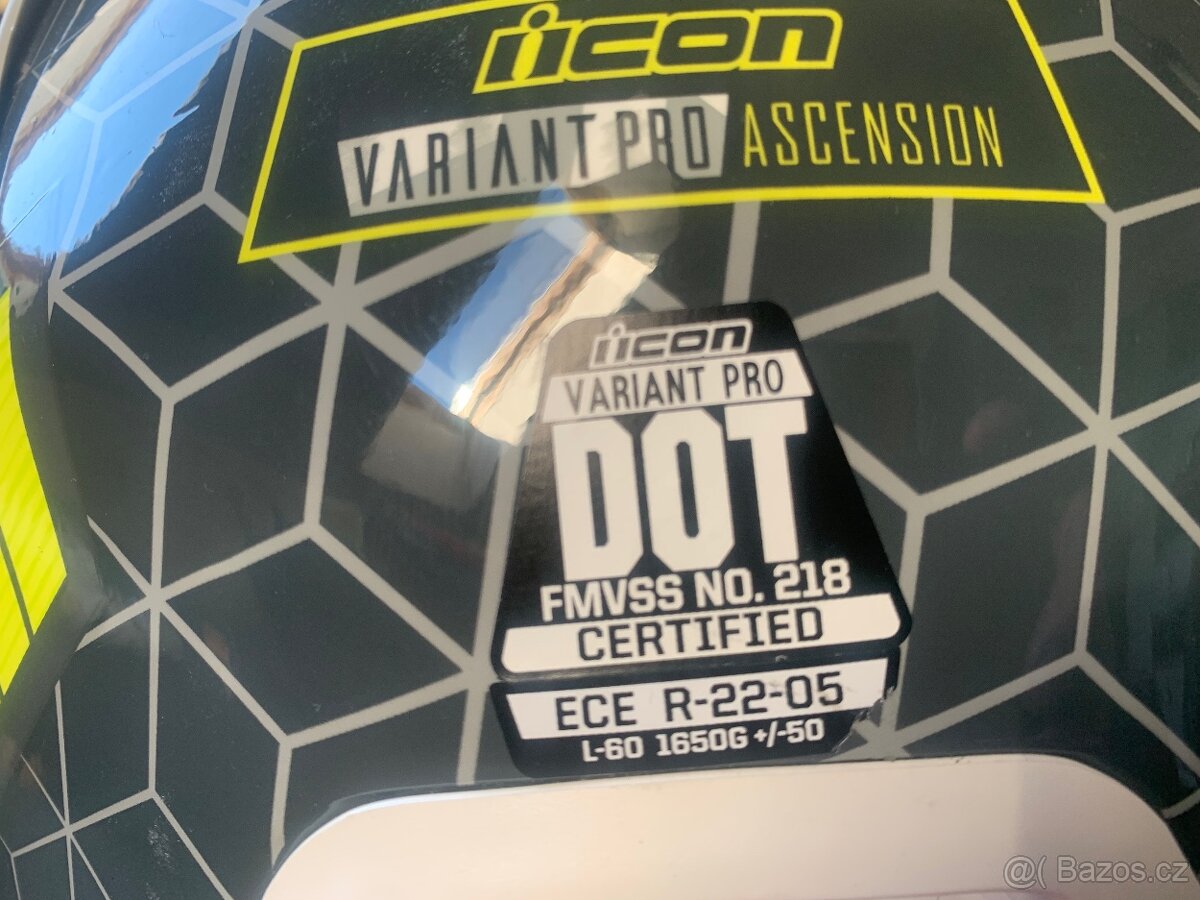 icon
VARIANT PRO ASCENSION
icon
VARIANT PRO
DOT
FMVSS NO. 218
CERTIFIED
ECE R-22-05
L-60 1650G +/-50
@( Bazos.cz